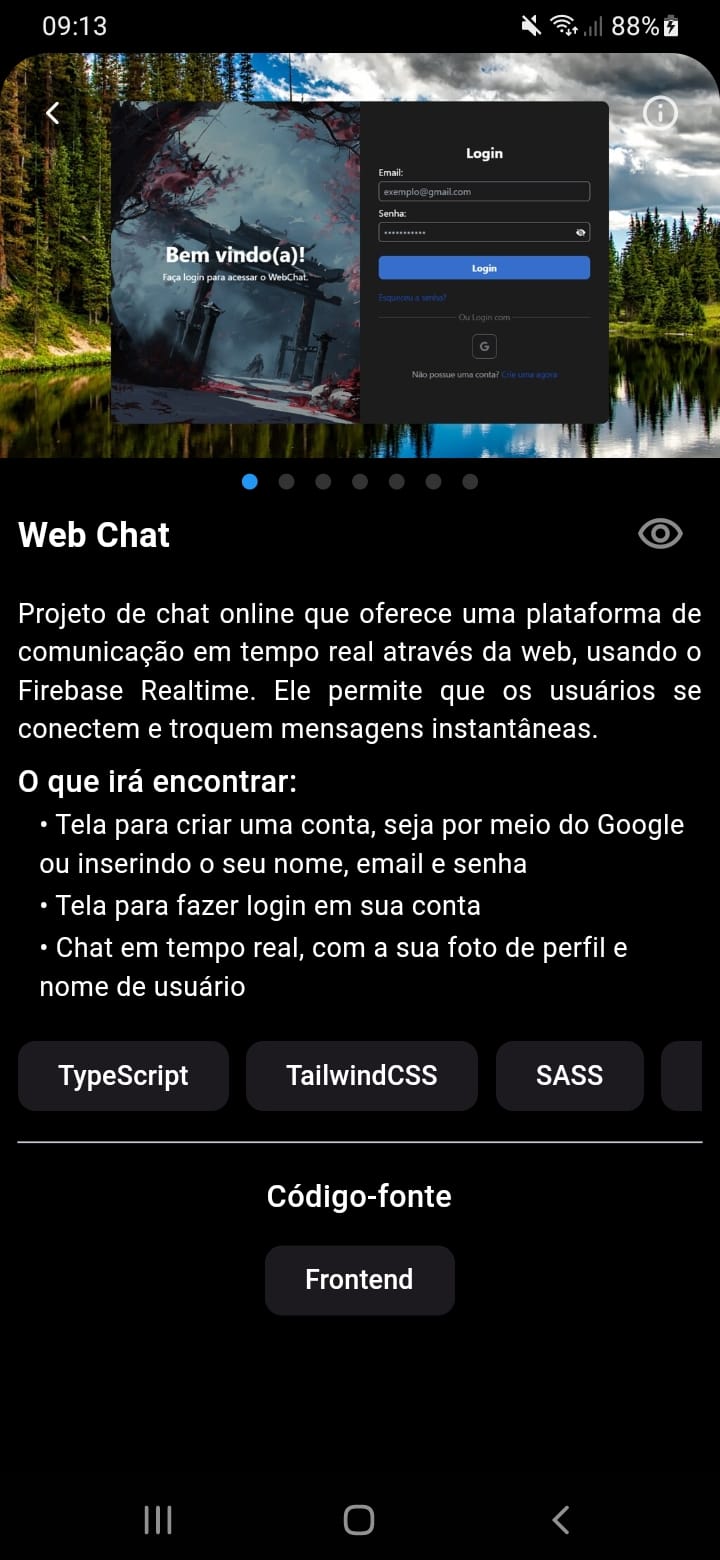 09:13
88%
Login
Email:
exemplo@gmail.com
Senha:
Bem vindo(a)!
Faça login para acessar o WebChat.
Login
Esqueceu a senha?
Ou Login com
G
Não possue uma conta? Crie uma agora
Web Chat
Projeto de chat online que oferece uma plataforma de
comunicação em tempo real através da web, usando o
Firebase Realtime. Ele permite que os usuários se
conectem e troquem mensagens instantâneas.
O que irá encontrar:
• Tela para criar uma conta, seja por meio do Google
ou inserindo o seu nome, email e senha
• Tela para fazer login em sua conta
• Chat em tempo real, com a sua foto de perfil e
nome de usuário
TypeScript
TailwindCSS
SASS
Código-fonte
Frontend